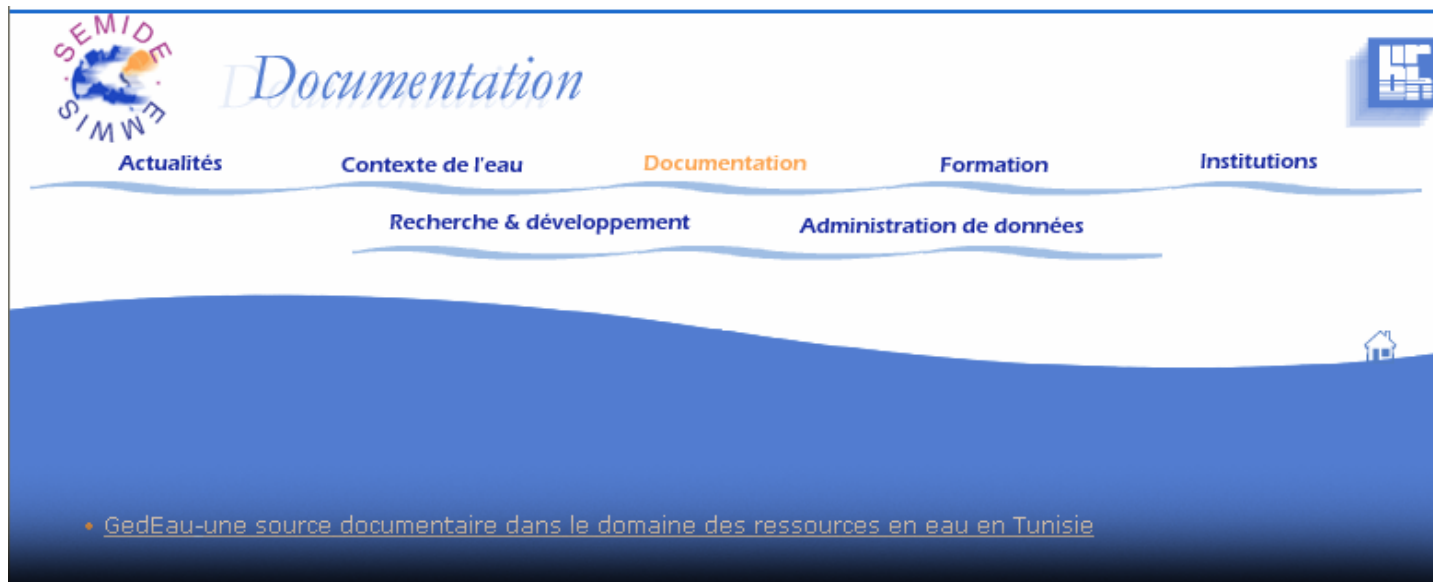 SEMIDE
EMWIS
Documentation
Actualités
Contexte de l'eau
Documentation
Formation
Institutions
Recherche & développement
Administration de données
GedEau-une source documentaire dans le domaine des ressources en eau en Tunisie